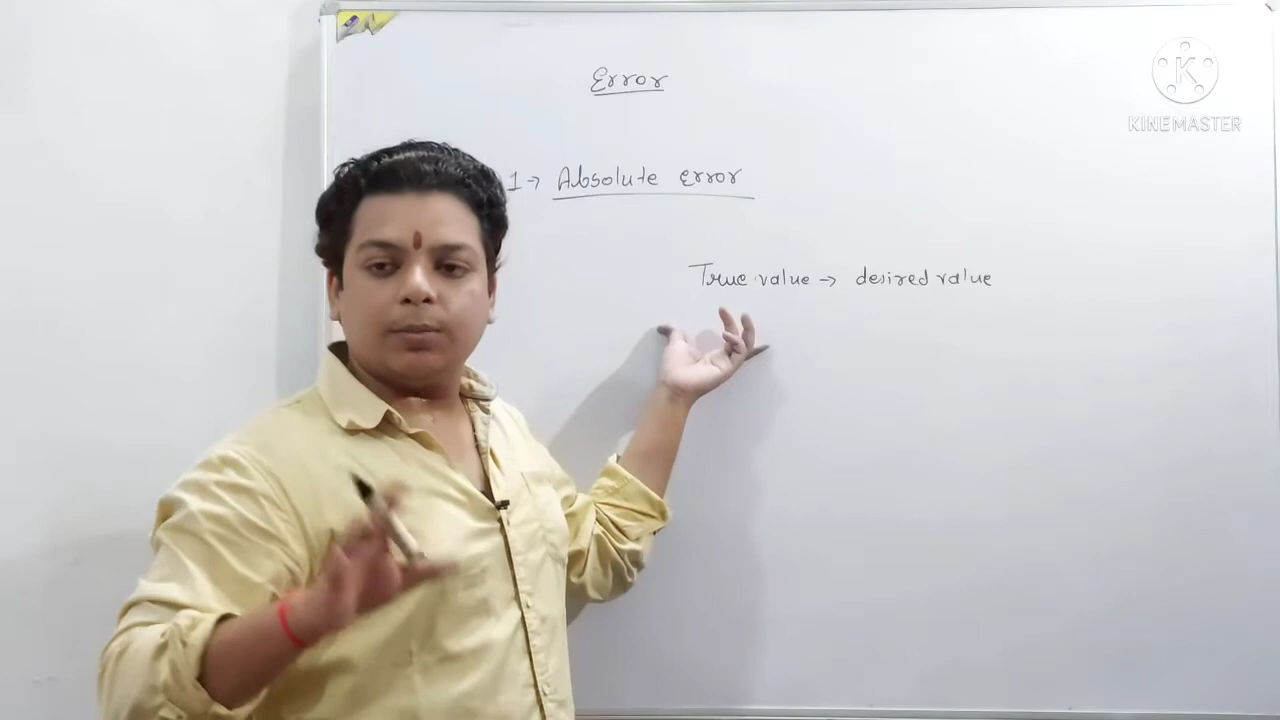 Error
K
KINEMASTER
1→ Absolute error
True value → desired value